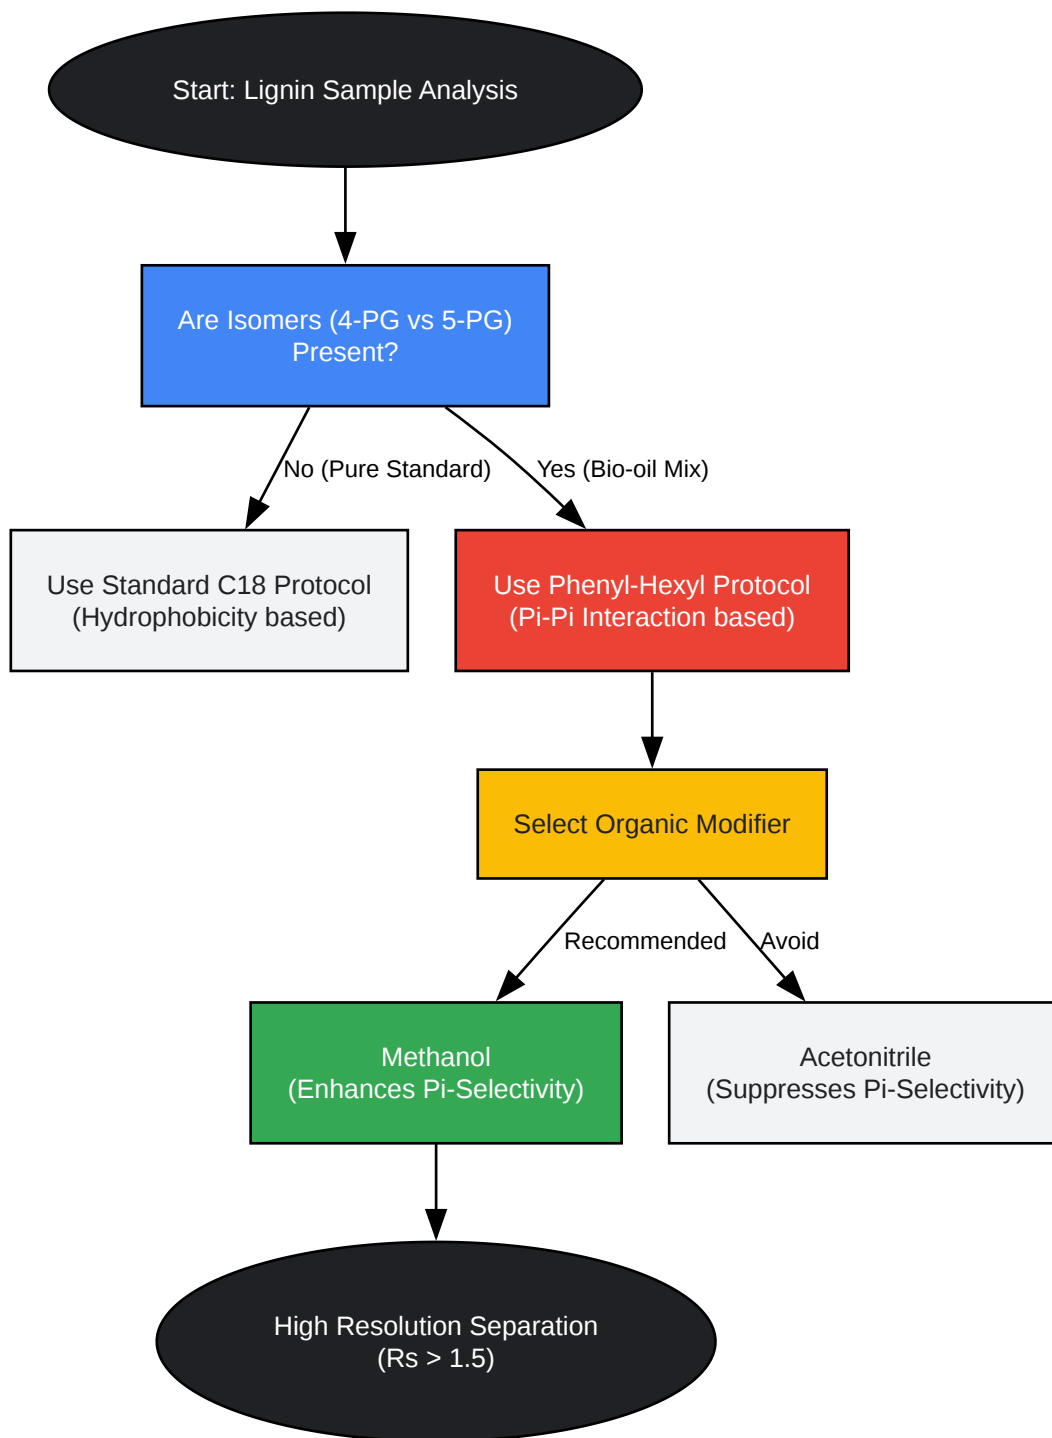 Start: Lignin Sample Analysis
Are Isomers (4-PG vs 5-PG)
Present?
No (Pure Standard)
Yes (Bio-oil Mix)
Use Standard C18 Protocol
(Hydrophobicity based)
Use Phenyl-Hexyl Protocol
(Pi-Pi Interaction based)
Select Organic Modifier
Recommended
Avoid
Methanol
(Enhances Pi-Selectivity)
Acetonitrile
(Suppresses Pi-Selectivity)
High Resolution Separation
(Rs > 1.5)